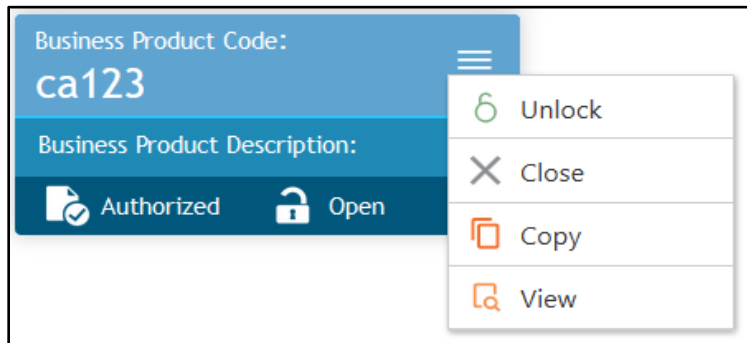 Business Product Code:
ca123
Business Product Description:
Authorized Open
Unlock
Close
Copy
View